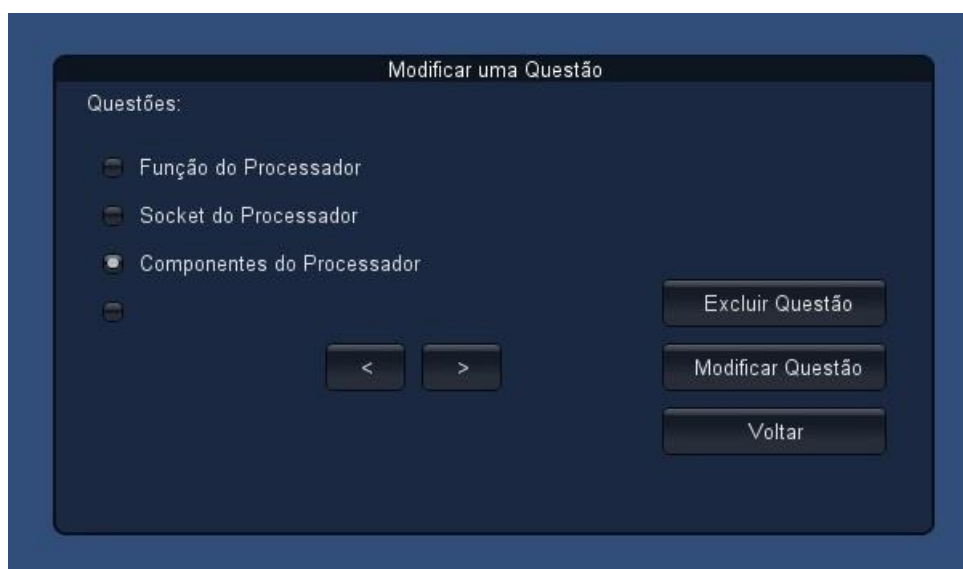 Modificar uma Questão
Questões:
Função do Processador
Socket do Processador
Componentes do Processador
Excluir Questão
< >
Modificar Questão
Voltar